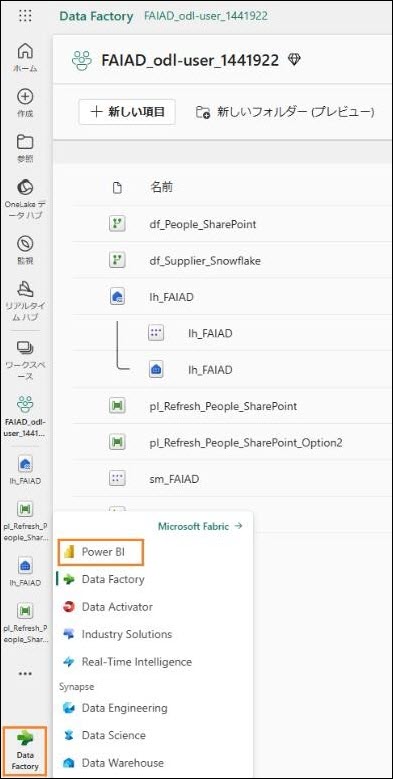 Data Factory FAIAD_odl-user_1441922
ホーム
作成
参照
OneLake デ
ータ ハブ
監視
リアルタイ
ム ハブ
ワークスペ
ース
FAIAD_odl-
user_1441...
lh_FAIAD
pl_Refresh_P
eople_Shar...
lh_FAIAD
pl_Refresh_P
eople_Shar...
Data
Factory
FAIAD_odl-user_1441922
新しい項目 新しいフォルダー (プレビュー)
名前
df_People_SharePoint
df_Supplier_Snowflake
lh_FAIAD
lh_FAIAD
lh_FAIAD
pl_Refresh_People_SharePoint
pl_Refresh_People_SharePoint_Option2
sm_FAIAD
Microsoft Fabric
Power BI
Data Factory
Data Activator
Industry Solutions
Real-Time Intelligence
Synapse
Data Engineering
Data Science
Data Warehouse